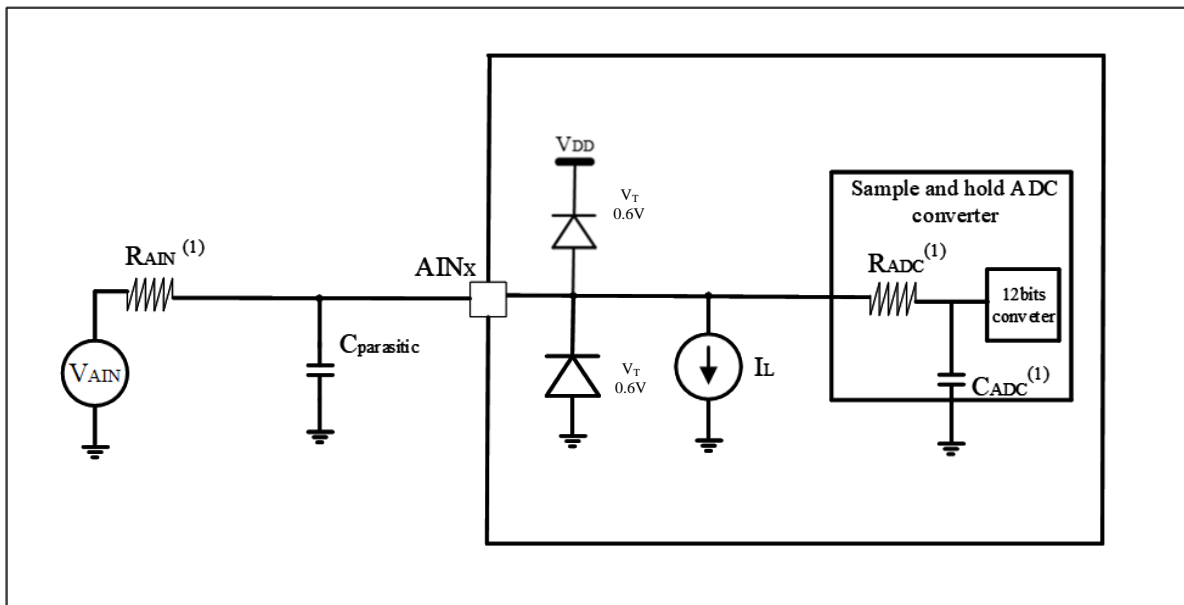 VDD
VT
0.6V
Sample and hold ADC
converter
RAIN (1)
AINx
RADC(1)
12bits
conveter
Cparasitic
VAIN
VT
0.6V
IL
CADC(1)